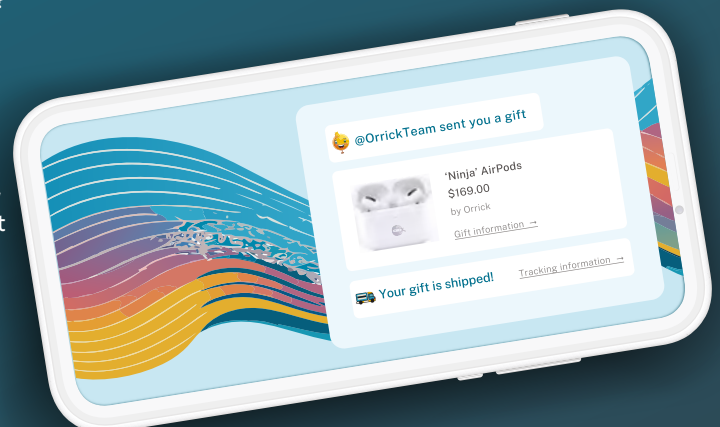 t
@OrrickTeam sent you a gift
'Ninja' AirPods
$169.00
by Orrick
Gift information →
Your gift is shipped!
Tracking information →